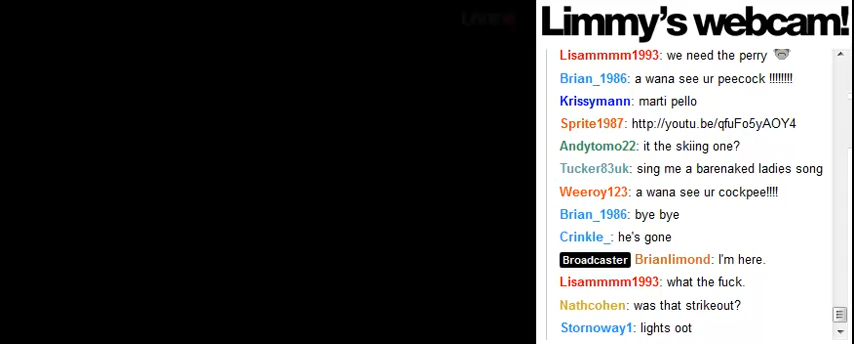 Limmy's webcam!
Lisammmm1993: we need the perry
Brian_1986: a wana see ur peecock !!!!!!!!
Krissymann: marti pello
Sprite1987: http://youtu.be/qfuFo5yAOY4
Andytomo22: it the skiing one?
Tucker83uk: sing me a barenaked ladies song
Weeroy123: a wana see ur cockpee!!!!
Brian_1986: bye bye
Crinkle_: he's gone
Broadcaster Brianlimond: I'm here.
Lisammmm1993: what the fuck.
Nathcohen: was that strikeout?
Stornoway1: lights oot